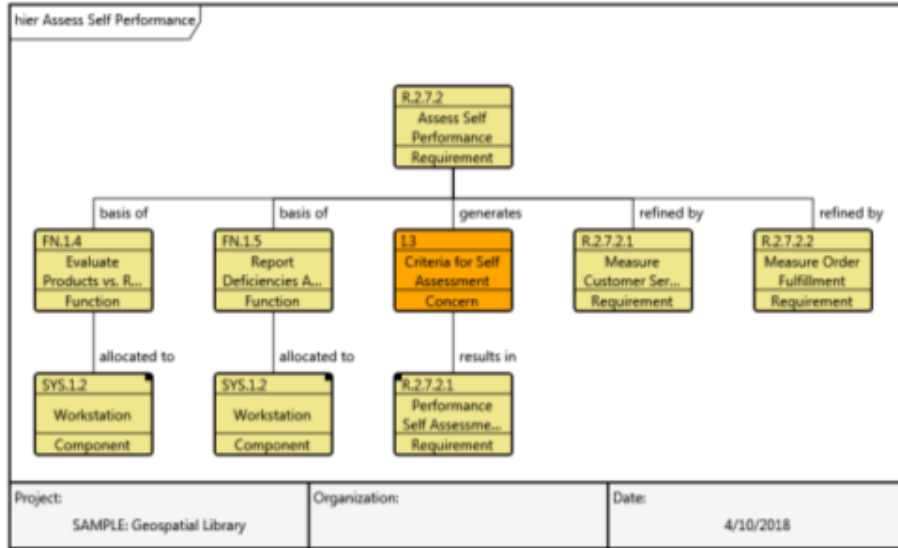 hier Assess Self Performance
R.2.7.2
Assess Self
Performance
Requirement
basis of
basis of
generates
refined by
refined by
FN.1.4
Evaluate
Products vs. R...
Function
FN.1.5
Report
Deficiencies A...
Function
I.3
Criteria for Self
Assessment
Concern
R.2.7.2.1
Measure
Customer Ser...
Requirement
R.2.7.2.2
Measure Order
Fulfillment
Requirement
allocated to
allocated to
results in
SYS.1.2
Workstation
Component
SYS.1.2
Workstation
Component
R.2.7.2.1
Performance
Self Assessme...
Requirement
Project:
SAMPLE: Geospatial Library
Organization:
Date:
4/10/2018